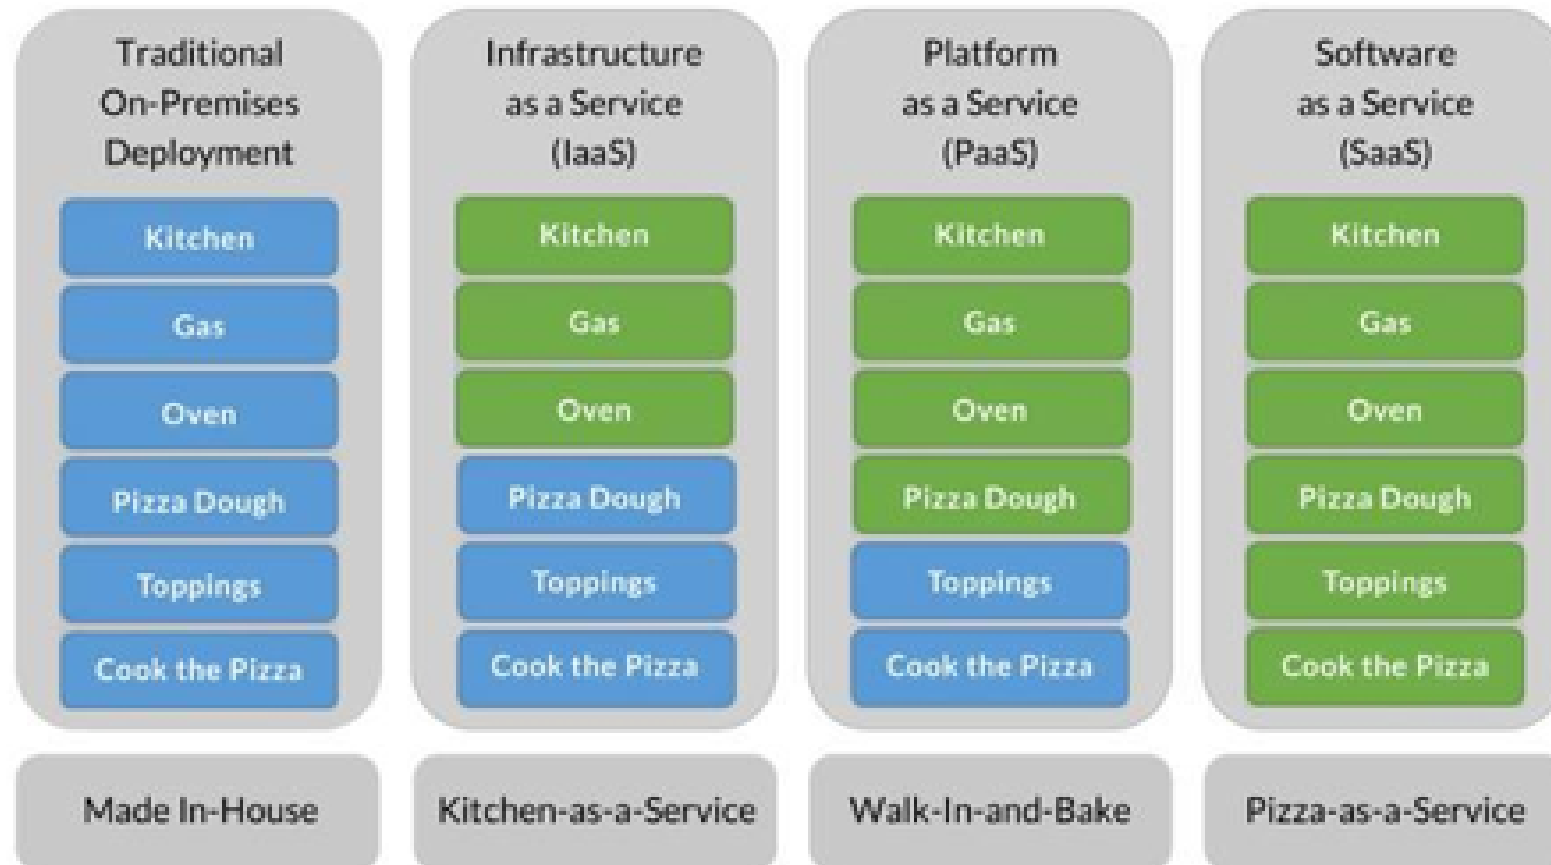 Traditional
On-Premises
Deployment
Kitchen
Gas
Oven
Pizza Dough
Toppings
Cook the Pizza
Made In-House
Infrastructure
as a Service
(IaaS)
Kitchen
Gas
Oven
Pizza Dough
Toppings
Cook the Pizza
Kitchen-as-a-Service
Platform
as a Service
(PaaS)
Kitchen
Gas
Oven
Pizza Dough
Toppings
Cook the Pizza
Walk-In-and-Bake
Software
as a Service
(SaaS)
Kitchen
Gas
Oven
Pizza Dough
Toppings
Cook the Pizza
Pizza-as-a-Service